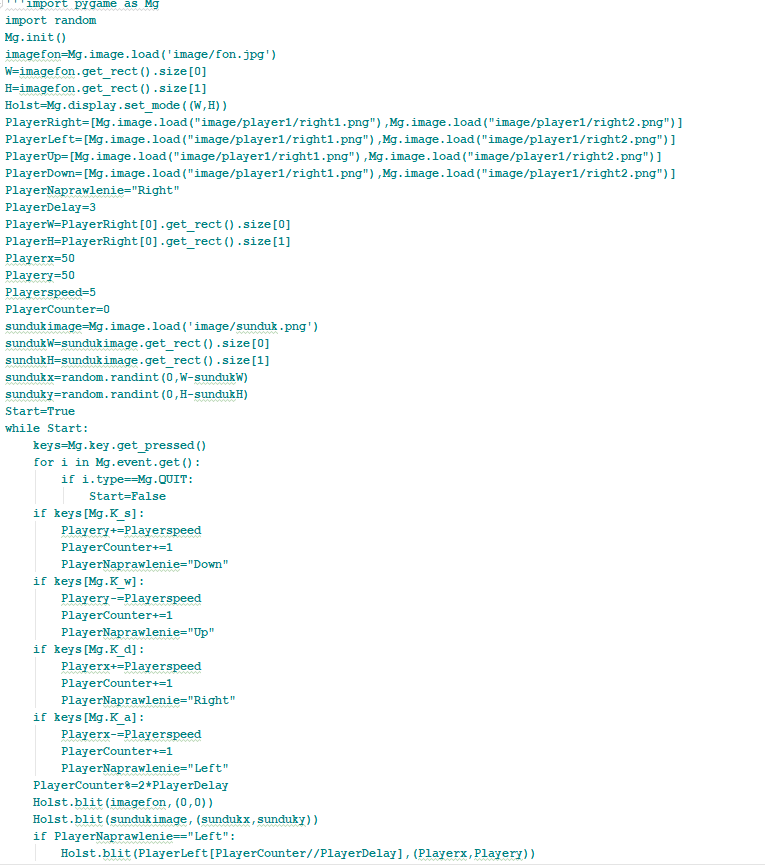 '''import pygame as Mg
import random
Mg.init()
imagefon=Mg.image.load('image/fon.jpg')
W=imagefon.get_rect().size[0]
H=imagefon.get_rect().size[1]
Holst=Mg.display.set_mode((W,H))
PlayerRight=[Mg.image.load("image/player1/right1.png"),Mg.image.load("image/player1/right2.png")]
PlayerLeft=[Mg.image.load("image/player1/right1.png"),Mg.image.load("image/player1/right2.png")]
PlayerUp=[Mg.image.load("image/player1/right1.png"),Mg.image.load("image/player1/right2.png")]
PlayerDown=[Mg.image.load("image/player1/right1.png"),Mg.image.load("image/player1/right2.png")]
PlayerNaprawlenie="Right"
PlayerDelay=3
PlayerW=PlayerRight[0].get_rect().size[0]
PlayerH=PlayerRight[0].get_rect().size[1]
Playerx=50
Playery=50
Playerspeed=5
PlayerCounter=0
sundukimage=Mg.image.load('image/sunduk.png')
sundukW=sundukimage.get_rect().size[0]
sundukH=sundukimage.get_rect().size[1]
sundukx=random.randint(0,W-sundukW)
sunduky=random.randint(0,H-sundukH)
Start=True
while Start:
    keys=Mg.key.get_pressed()
    for i in Mg.event.get():
        if i.type==Mg.QUIT:
            Start=False
    if keys[Mg.K_s]:
        Playery+=Playerspeed
        PlayerCounter+=1
        PlayerNaprawlenie="Down"
    if keys[Mg.K_w]:
        Playery-=Playerspeed
        PlayerCounter+=1
        PlayerNaprawlenie="Up"
    if keys[Mg.K_d]:
        Playerx+=Playerspeed
        PlayerCounter+=1
        PlayerNaprawlenie="Right"
    if keys[Mg.K_a]:
        Playerx-=Playerspeed
        PlayerCounter+=1
        PlayerNaprawlenie="Left"
    PlayerCounter%=2*PlayerDelay
    Holst.blit(imagefon,(0,0))
    Holst.blit(sundukimage,(sundukx,sunduky))
    if PlayerNaprawlenie=="Left":
        Holst.blit(PlayerLeft[PlayerCounter//PlayerDelay],(Playerx,Playery))